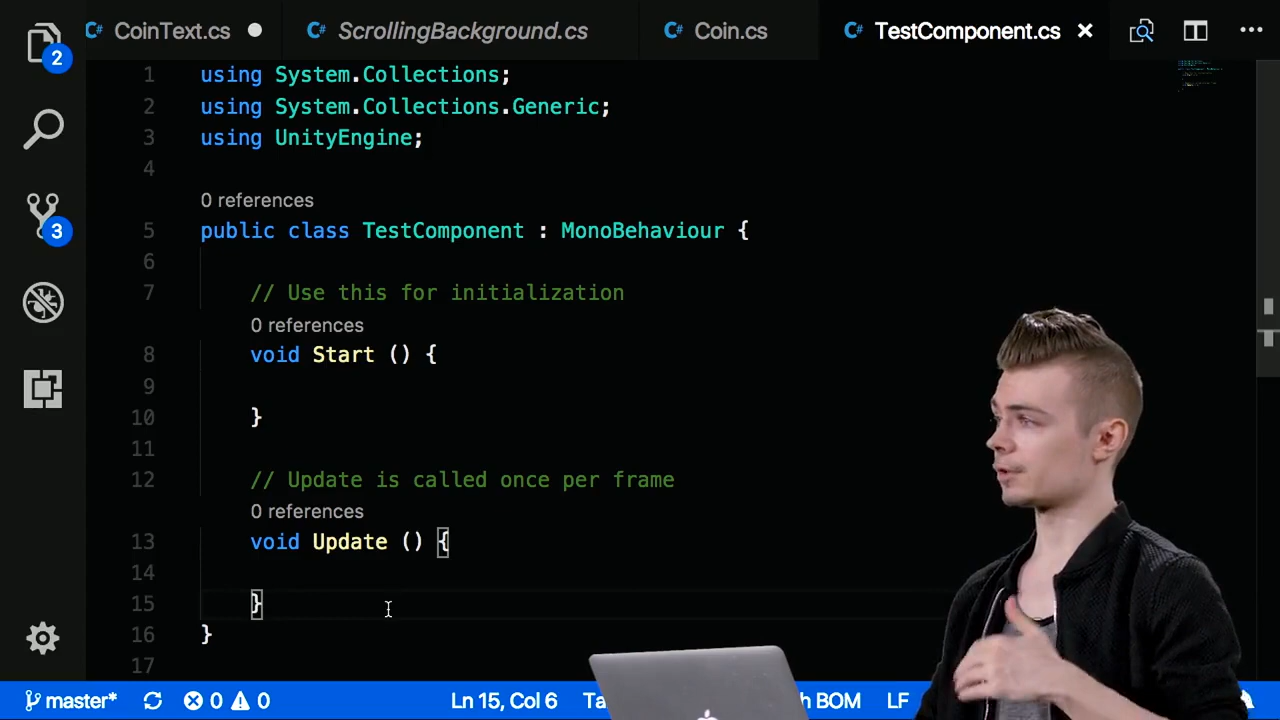 CoinText.cs
ScrollingBackground.cs
Coin.cs
TestComponent.cs
2
3
1 using System.Collections;
2 using System.Collections.Generic;
3 using UnityEngine;
4
0 references
5 public class TestComponent : MonoBehaviour {
6
7 // Use this for initialization
0 references
8 void Start () {
9
10 }
11
12 // Update is called once per frame
0 references
13 void Update () {
14
15 }
16 }
17
master* 0 0 Ln 15, Col 6 BOM LF